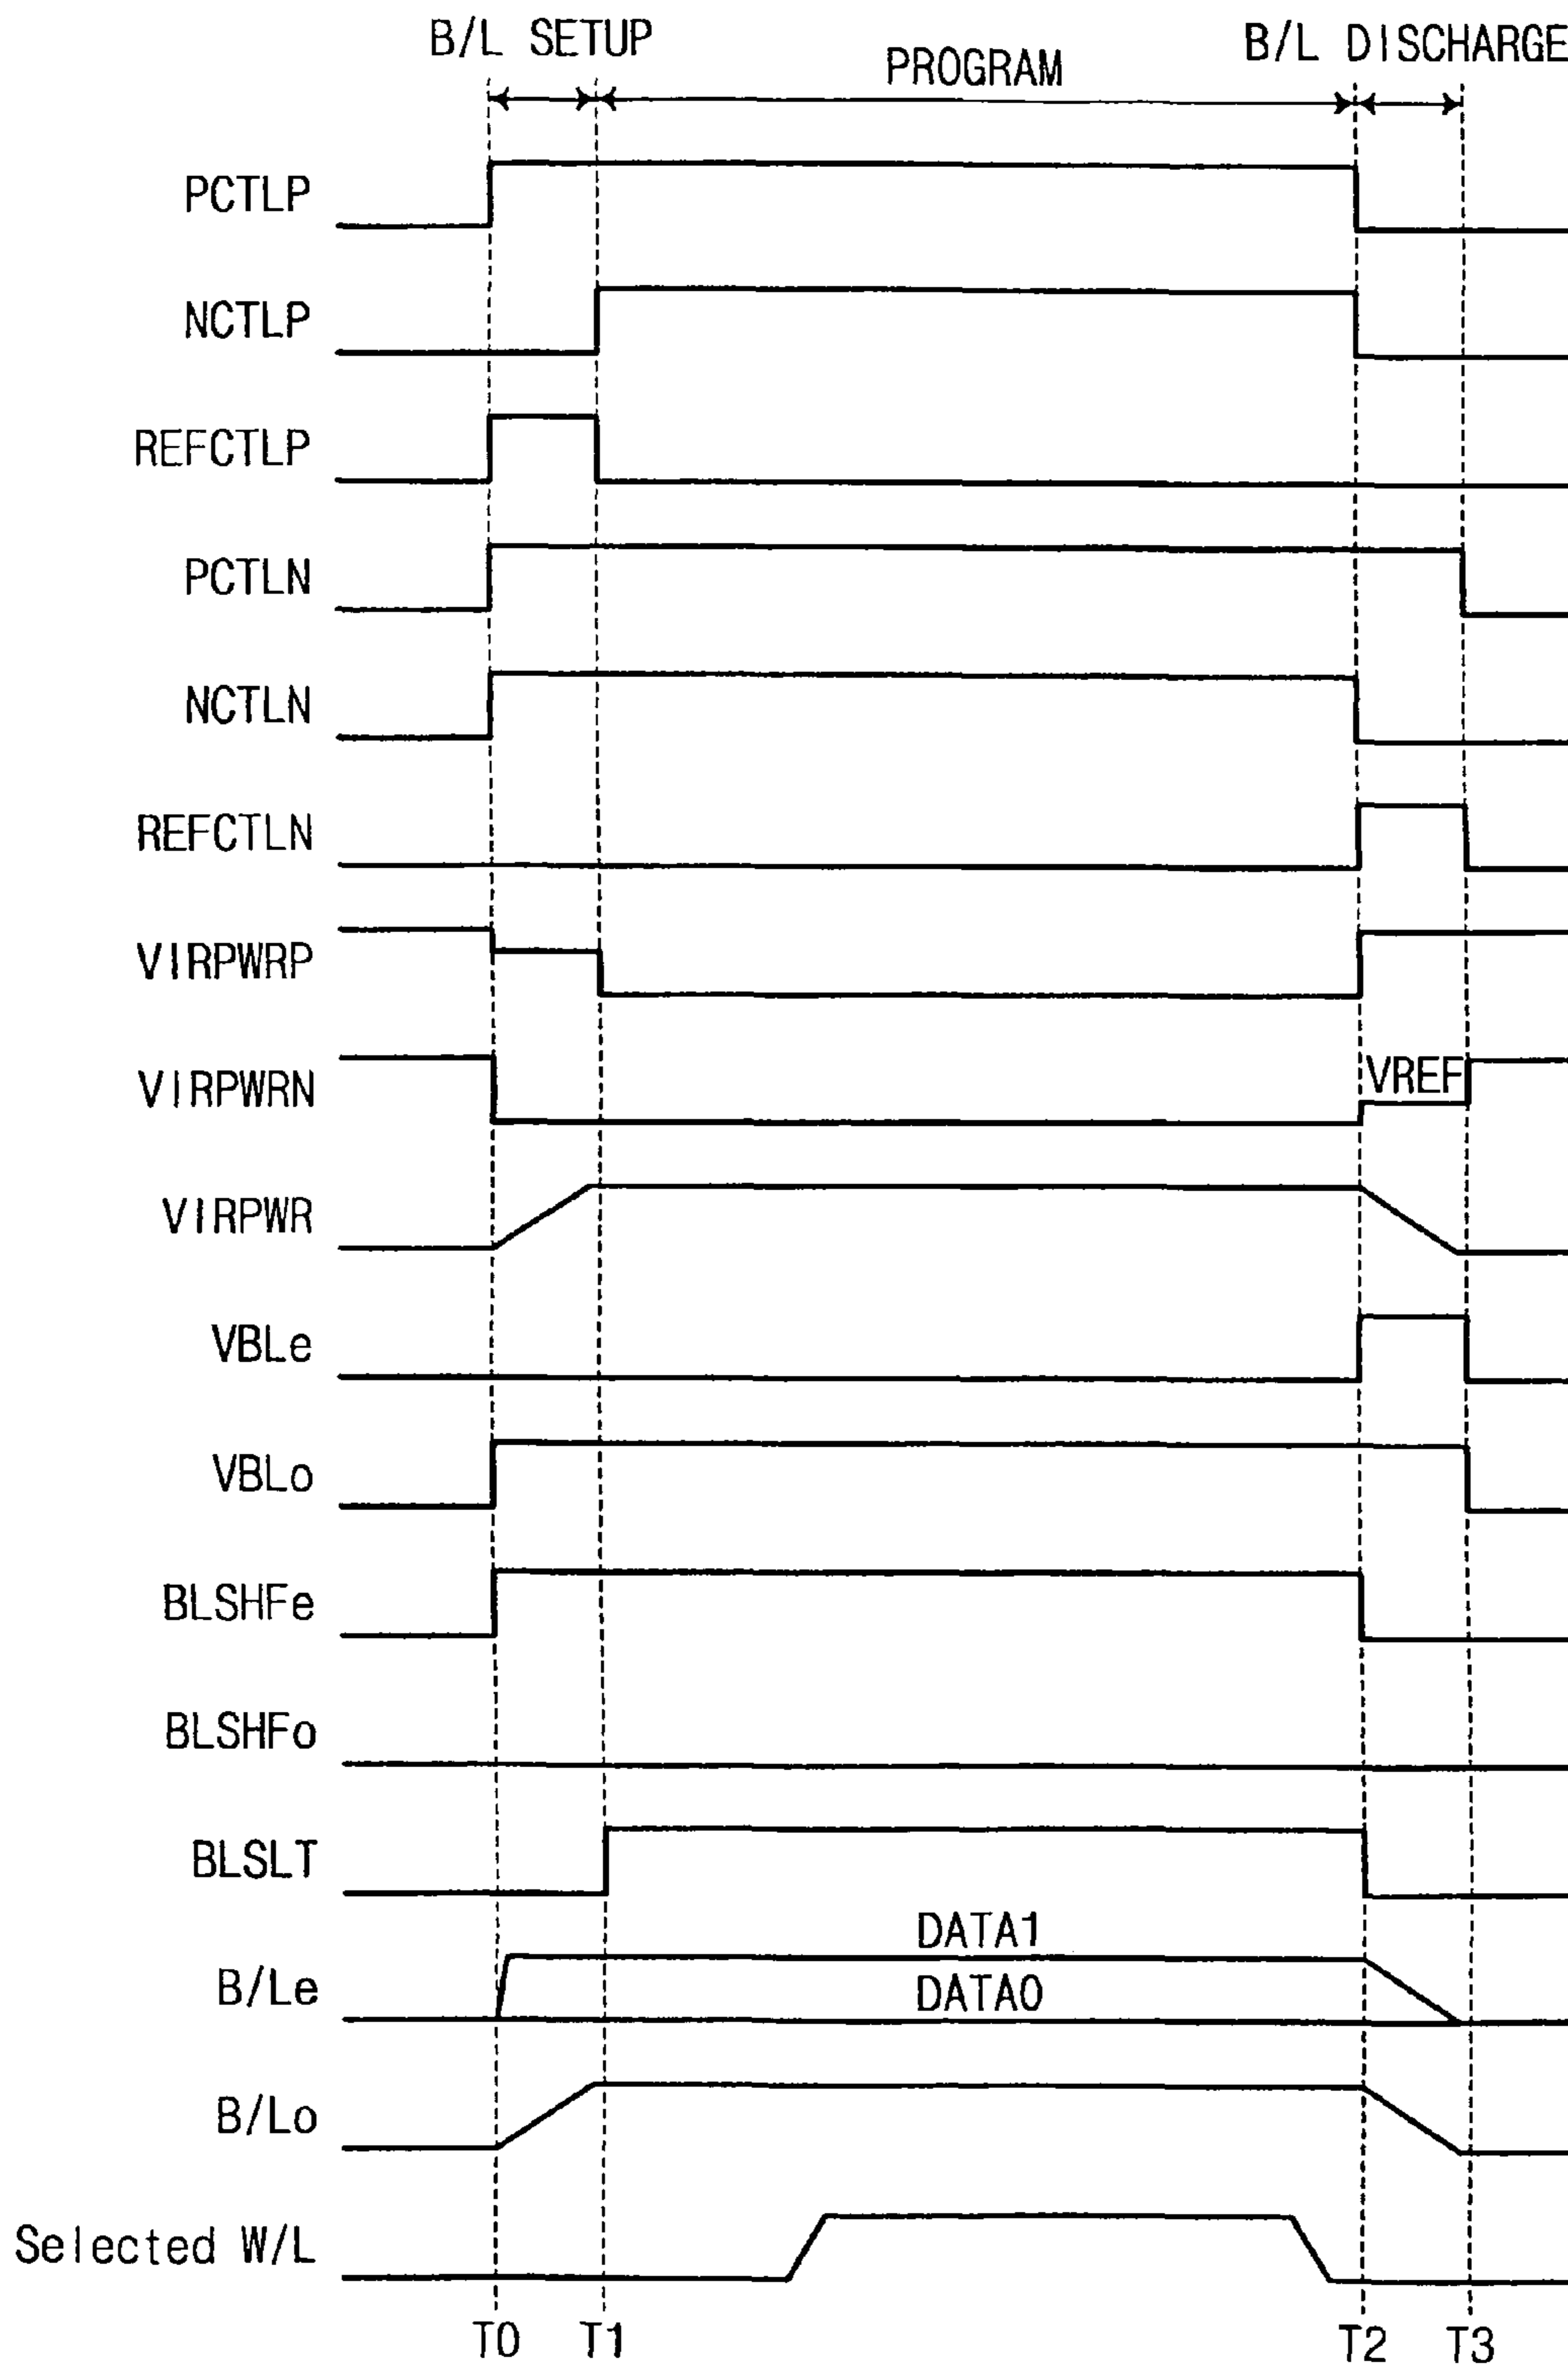 B/L SETUP
PROGRAM
B/L DISCHARGE
PCTLP
NCTLP
REFCTLP
PCTLN
NCTLN
REFCTLN
VIRPWRP
VIRPWRN
VREF
VIRPWR
VBLe
VBLo
BLSHFe
BLSHFo
BLSLT
DATA1
B/Le
DATA0
B/Lo
Selected W/L
T0 T1 T2 T3